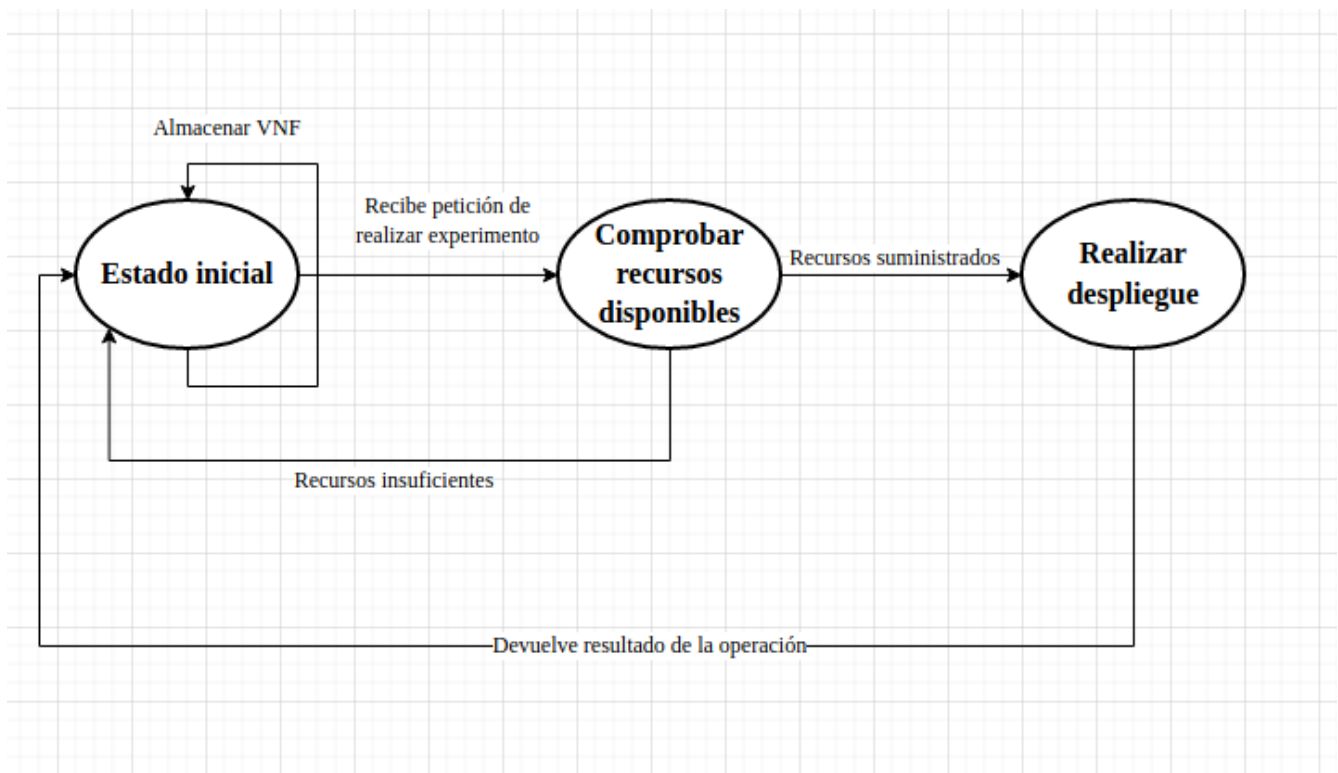 Almacenar VNF
Estado inicial
Recibe petición de
realizar experimento
Comprobar
recursos
disponibles
Recursos suministrados
Realizar
despliegue
Recursos insuficientes
Devuelve resultado de la operación